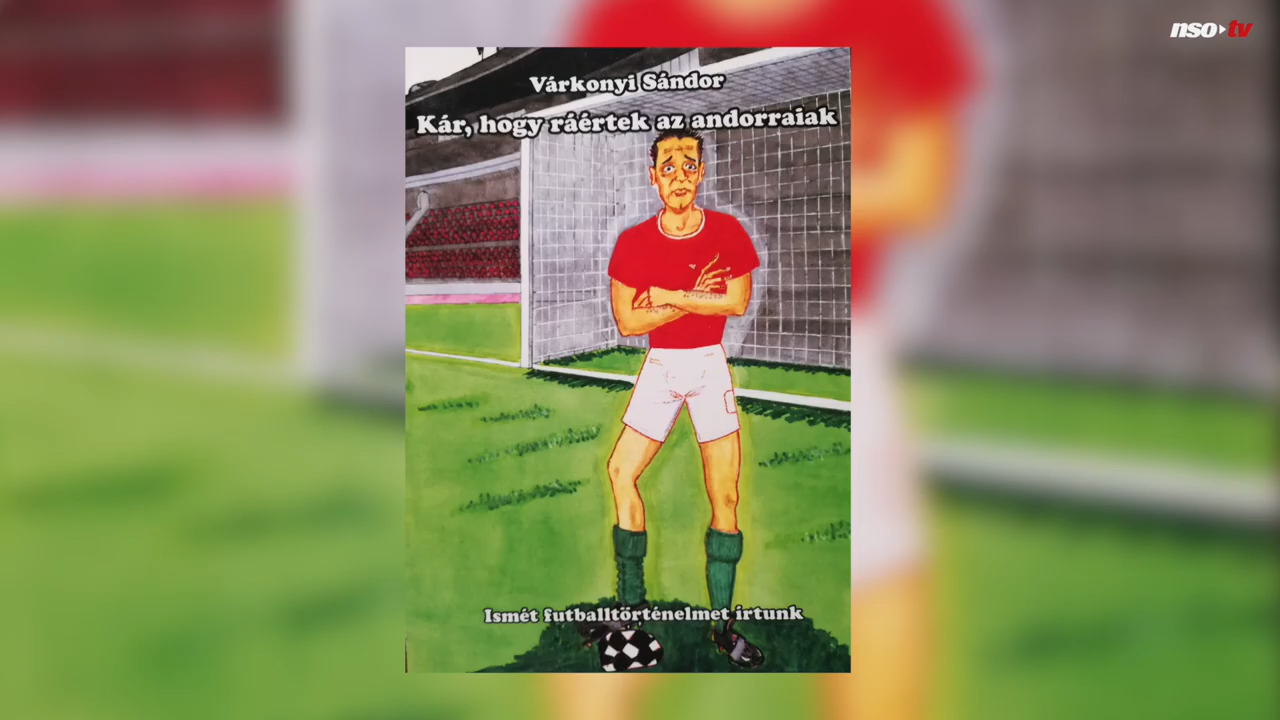 nso tv
Várkonyi Sándor
Kár, hogy ráértek az andorraiak
Ismét futballtörténelmet írtunk